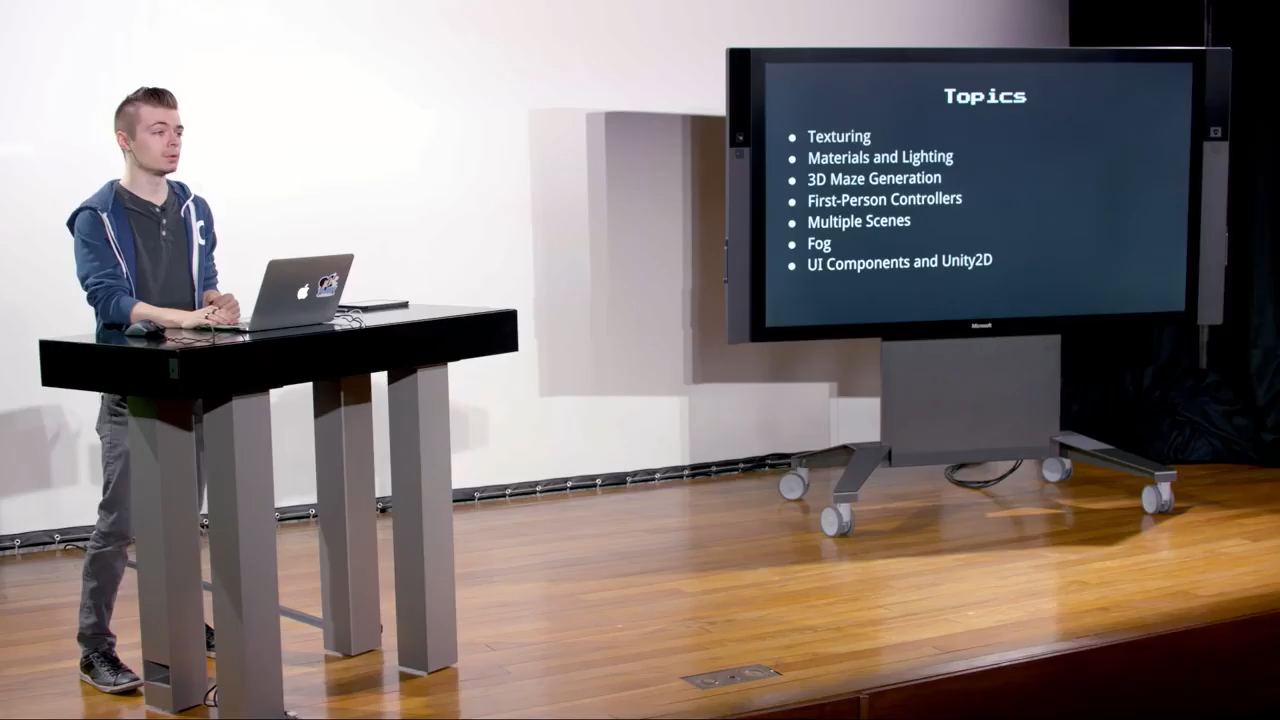 Topics
● Texturing
● Materials and Lighting
● 3D Maze Generation
● First-Person Controllers
● Multiple Scenes
● Fog
● UI Components and Unity2D
Microsoft
C